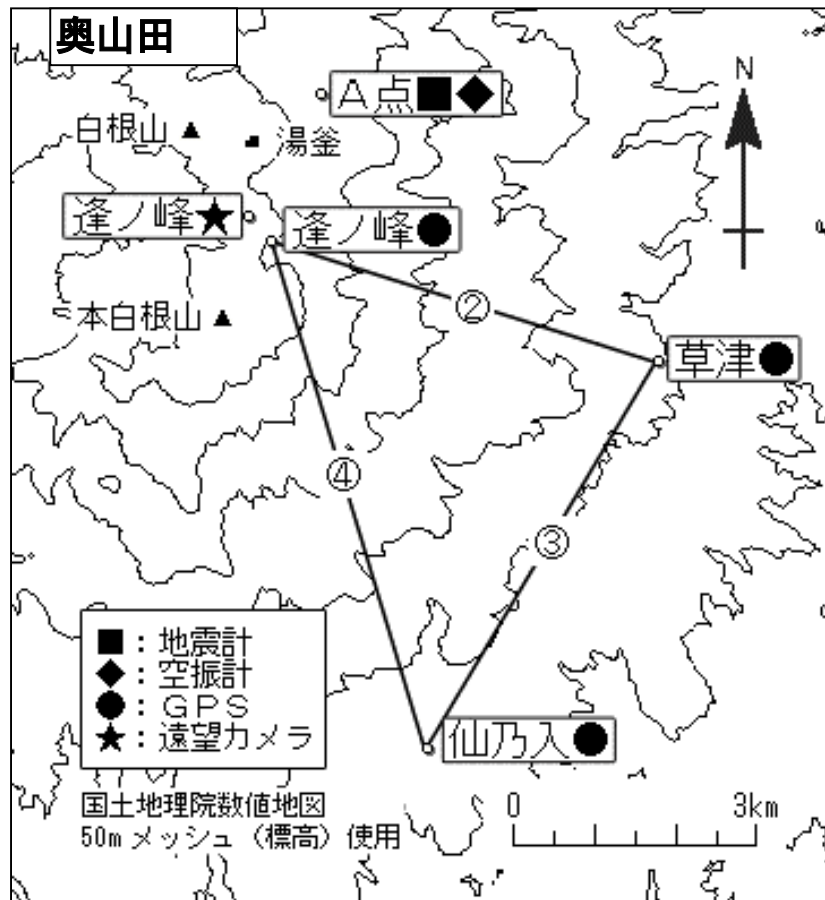 奥山田
N
A点■◆
白根山▲
湯釜
逢ノ峰★
逢ノ峰●
②
本白根山▲
草津●
④
③
■：地震計
◆：空振計
●：GPS
★：遠望カメラ
仙乃入●
国土地理院数値地図
50mメッシュ（標高）使用
0 3km